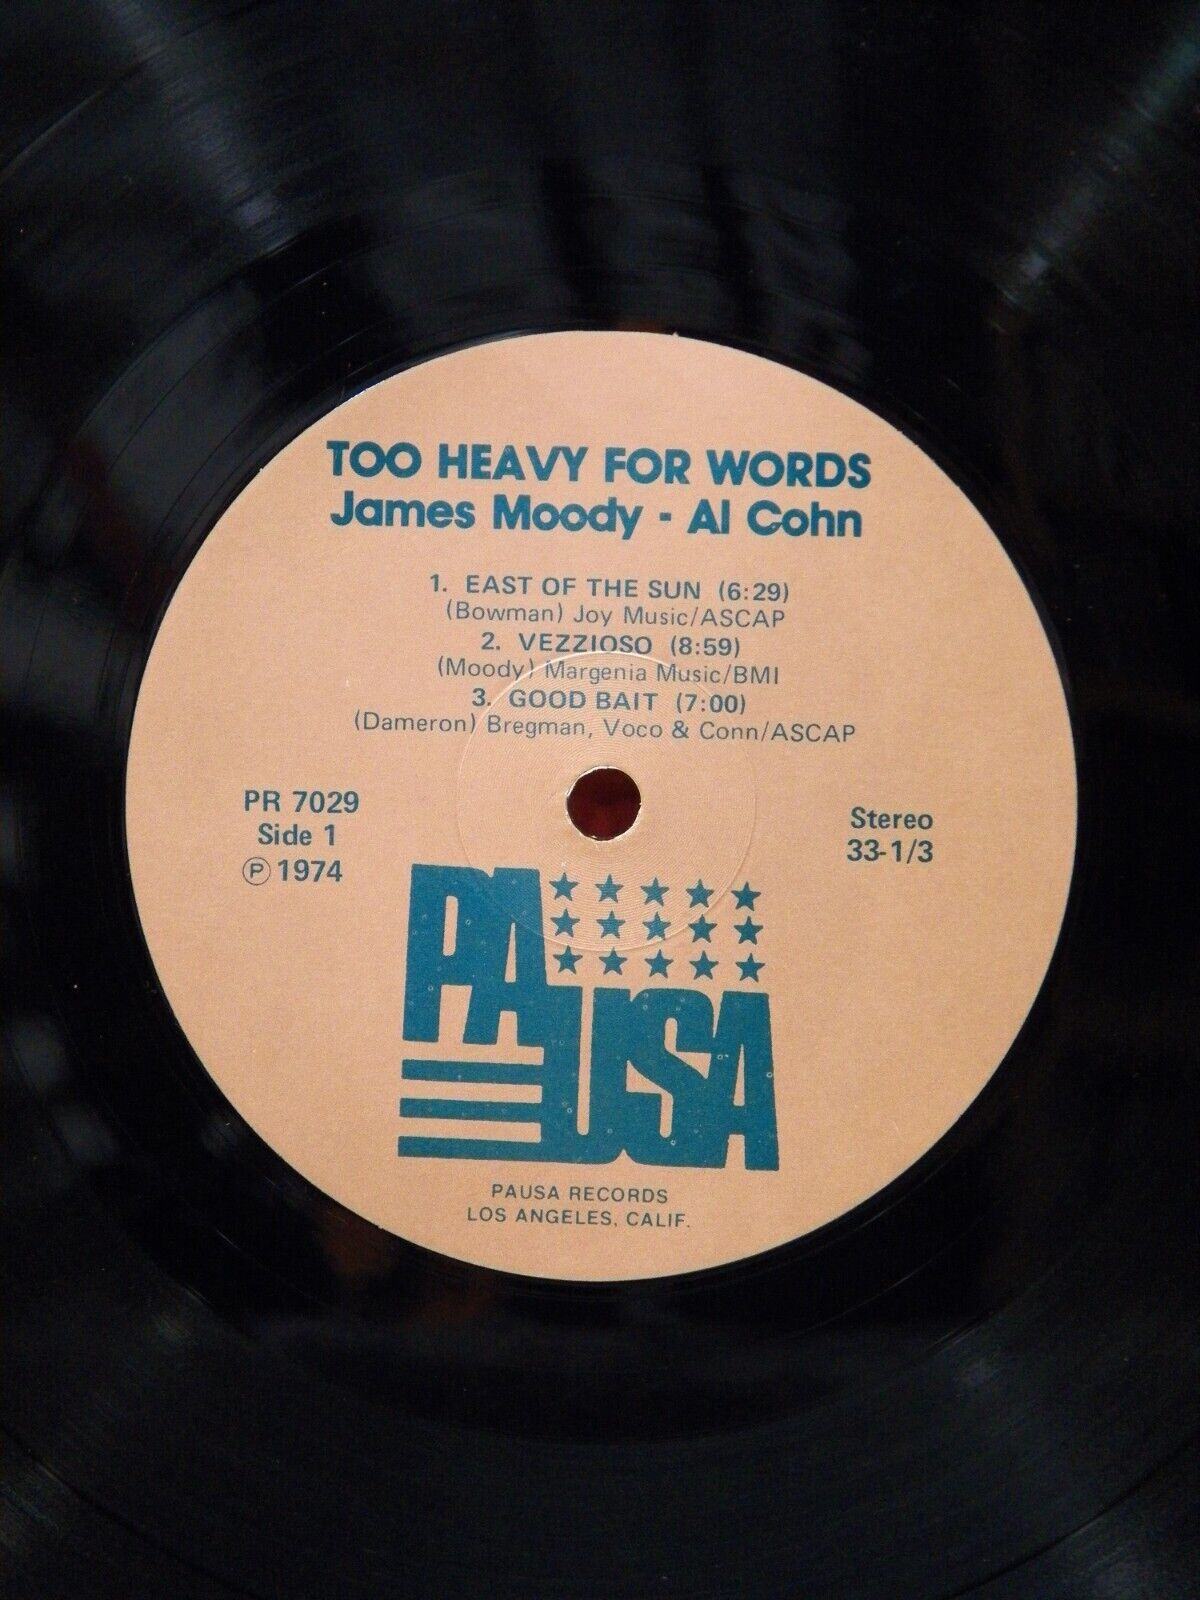 TOO HEAVY FOR WORDS
James Moody - Al Cohn
1. EAST OF THE SUN (6:29)
(Bowman) Joy Music/ASCAP
2. VEZZIOSO (8:59)
(Moody) Margenia Music/BMI
3. GOOD BAIT (7:00)
(Dameron) Bregman, Voco & Conn/ASCAP
PR 7029
Side 1
Ⓟ 1974
Stereo
33-1/3
PAUSA
PAUSA RECORDS
LOS ANGELES, CALIF.